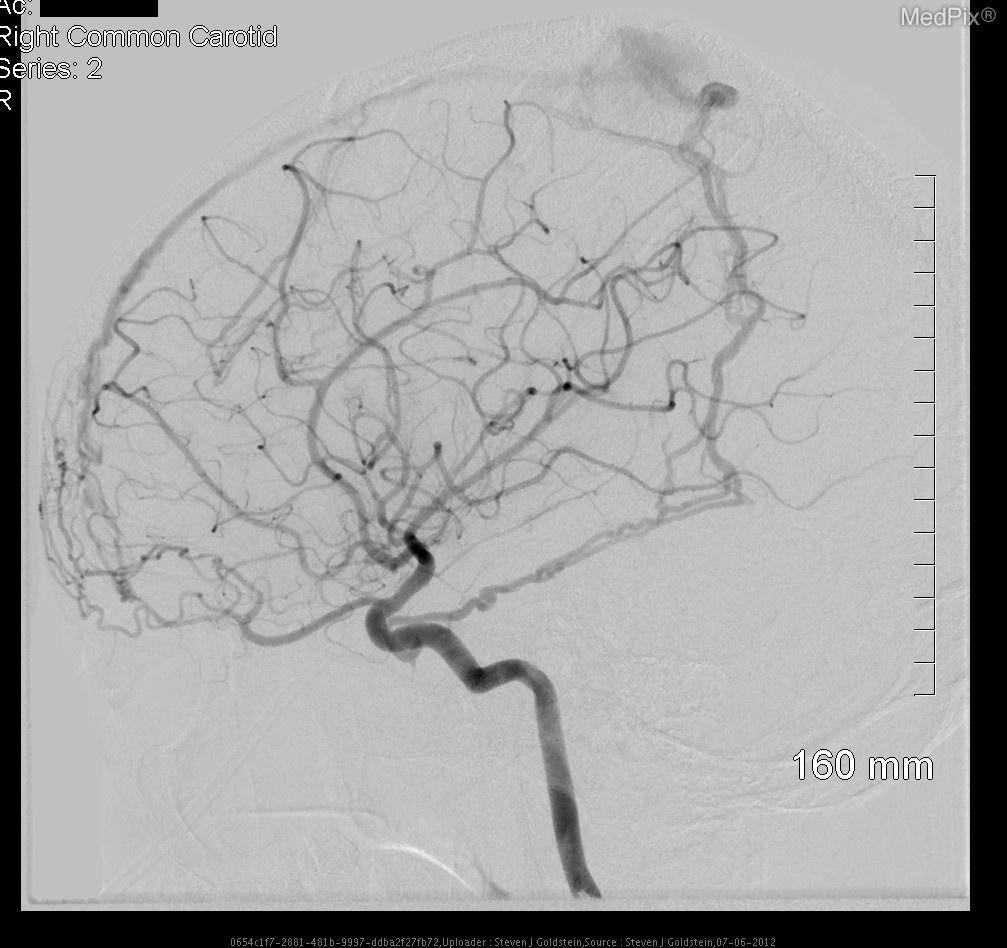 Ac:
MedPix®
Right Common Carotid
Series: 2
R
160 mm
0654c1f7-2881-481b-9997-ddba2f27fb72,Uploader : Steven J Goldstein,Source : Steven J Goldstein,07-06-2012